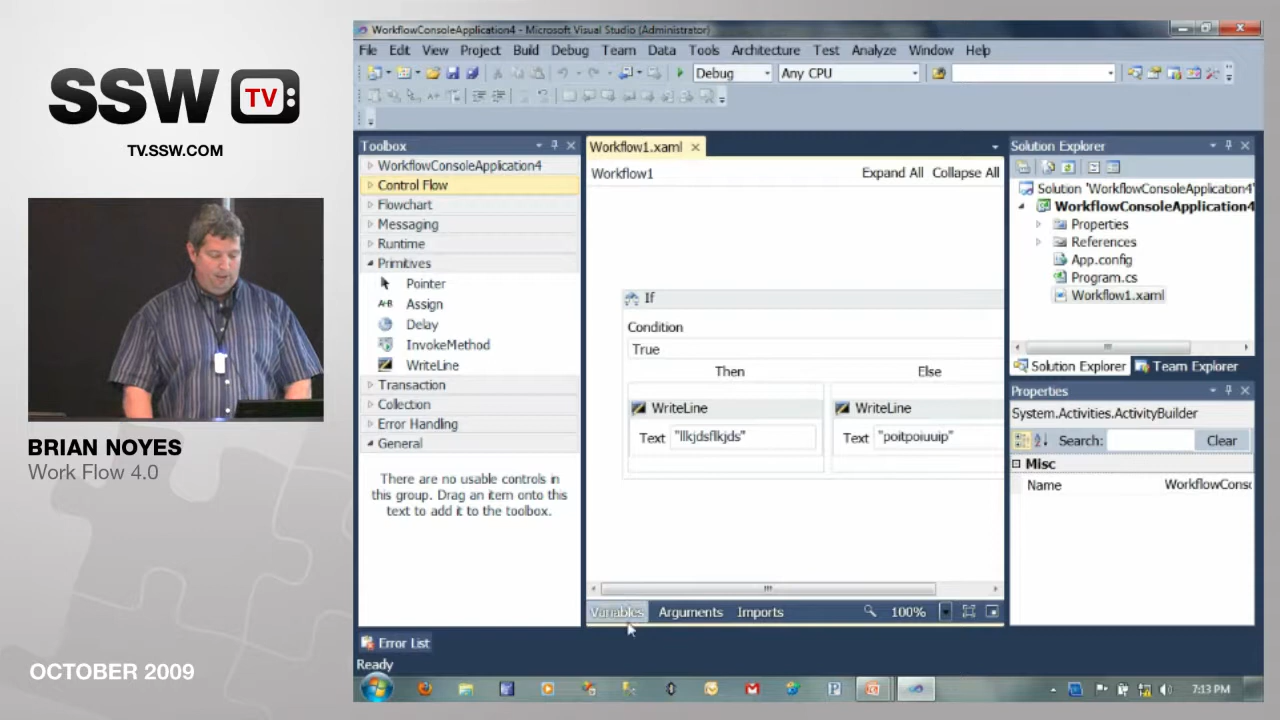 SSW TV:
TV.SSW.COM
BRIAN NOYES
Work Flow 4.0
OCTOBER 2009
WorkflowConsoleApplication4 - Microsoft Visual Studio (Administrator)
File Edit View Project Build Debug Team Data Tools Architecture Test Analyze Window Help
Debug Any CPU
Toolbox
WorkflowConsoleApplication4
Control Flow
Flowchart
Messaging
Runtime
Primitives
Pointer
A+B Assign
Delay
InvokeMethod
WriteLine
Transaction
Collection
Error Handling
General
There are no usable controls in
this group. Drag an item onto this
text to add it to the toolbox.
Workflow1.xaml
Workflow1 Expand All Collapse All
If
Condition
True
Then Else
WriteLine WriteLine
Text "llkjdsflkjds" Text "poitpoiuuip"
Variables Arguments Imports 100%
Solution Explorer
Solution 'WorkflowConsoleApplication4'
WorkflowConsoleApplication4
Properties
References
App.config
Program.cs
Workflow1.xaml
Solution Explorer Team Explorer
Properties
System.Activities.ActivityBuilder
Search: Clear
Misc
Name WorkflowConsc
Error List
Ready
7:13 PM